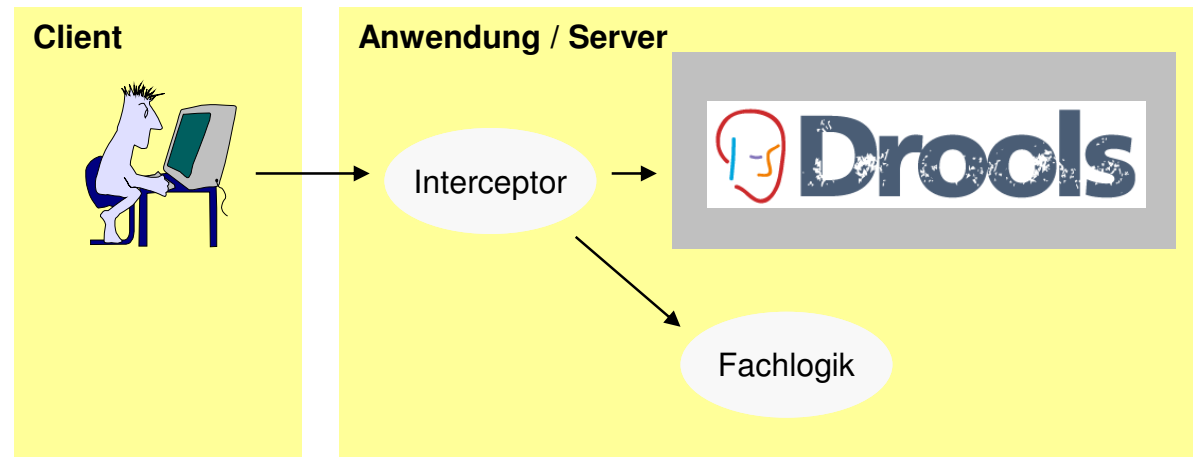 Client
Anwendung / Server
Drools
Interceptor
Fachlogik